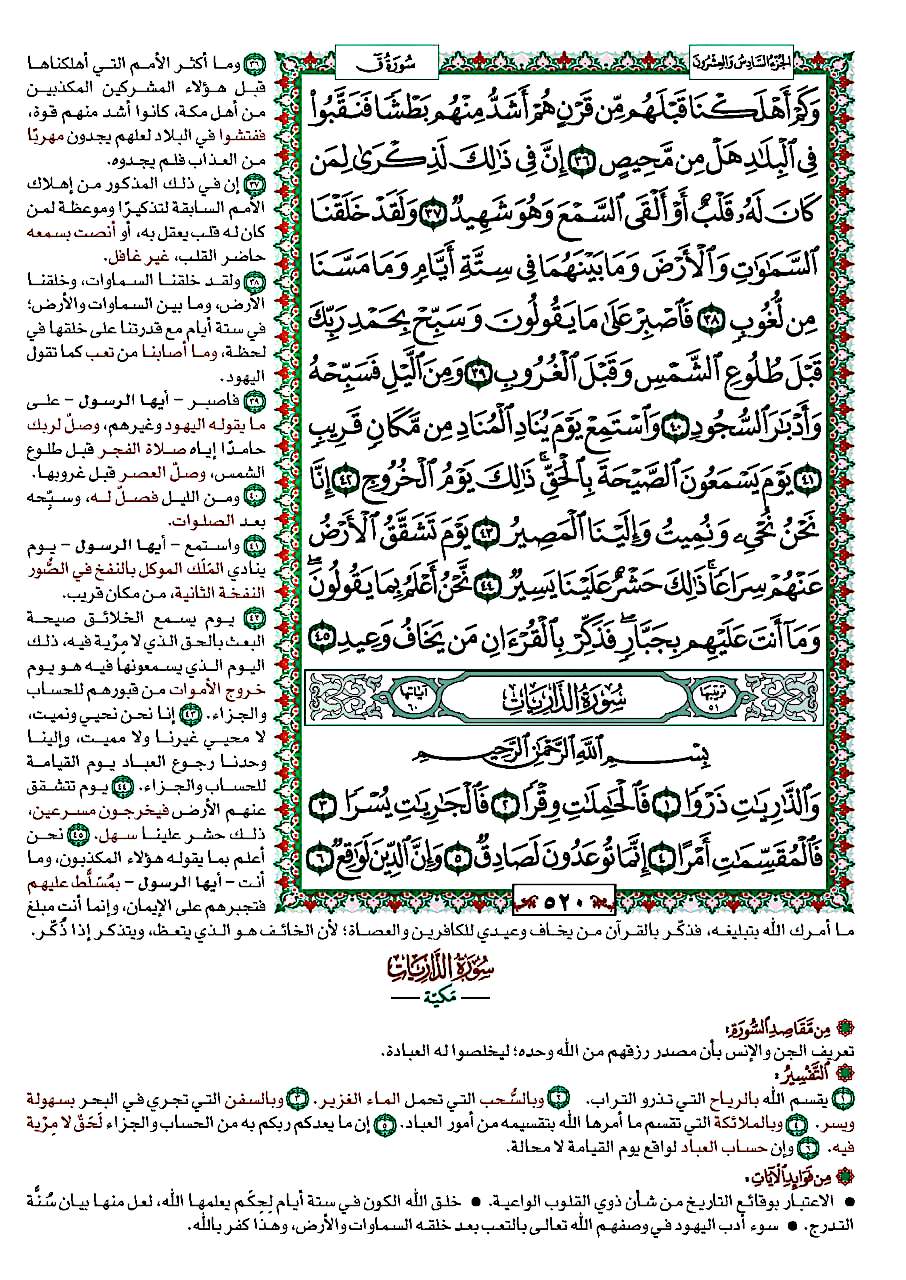 الجزء السادس والعشرون
سورة ق
وَكَمْ أَهْلَكْنَا قَبْلَهُم مِّن قَرْنٍ هُمْ أَشَدُّ مِنْهُم بَطْشًا فَنَقَّبُوا۟
فِى ٱلْبِلَٰدِ هَلْ مِن مَّحِيصٍ ٣٦ إِنَّ فِى ذَٰلِكَ لَذِكْرَىٰ لِمَن
كَانَ لَهُۥ قَلْبٌ أَوْ أَلْقَى ٱلسَّمْعَ وَهُوَ شَهِيدٌ ٣٧ وَلَقَدْ خَلَقْنَا
ٱلسَّمَٰوَٰتِ وَٱلْأَرْضَ وَمَا بَيْنَهُمَا فِى سِتَّةِ أَيَّامٍ وَمَا مَسَّنَا
مِن لُّغُوبٍ ٣٨ فَٱصْبِرْ عَلَىٰ مَا يَقُولُونَ وَسَبِّحْ بِحَمْدِ رَبِّكَ
قَبْلَ طُلُوعِ ٱلشَّمْسِ وَقَبْلَ ٱلْغُرُوبِ ٣٩ وَمِنَ ٱلَّيْلِ فَسَبِّحْهُ
وَأَدْبَٰرَ ٱلسُّجُودِ ٤٠ وَٱسْتَمِعْ يَوْمَ يُنَادِ ٱلْمُنَادِ مِن مَّكَانٍ قَرِيبٍ
٤١ يَوْمَ يَسْمَعُونَ ٱلصَّيْحَةَ بِٱلْحَقِّ ۚ ذَٰلِكَ يَوْمُ ٱلْخُرُوجِ ٤٢ إِنَّا
نَحْنُ نُحْىِۦ وَنُمِيتُ وَإِلَيْنَا ٱلْمَصِيرُ ٤٣ يَوْمَ تَشَقَّقُ ٱلْأَرْضُ
عَنْهُمْ سِرَاعًا ۚ ذَٰلِكَ حَشْرٌ عَلَيْنَا يَسِيرٌ ٤٤ نَّحْنُ أَعْلَمُ بِمَا يَقُولُونَ ۖ
وَمَآ أَنتَ عَلَيْهِم بِجَبَّارٍ ۖ فَذَكِّرْ بِٱلْقُرْءَانِ مَن يَخَافُ وَعِيدِ ٤٥
ترتيبها ٥١
سورة الذاريات
آياتها ٦٠
بِسْمِ ٱللَّهِ ٱلرَّحْمَٰنِ ٱلرَّحِيمِ
وَٱلذَّٰرِيَٰتِ ذَرْوًا ١ فَٱلْحَٰمِلَٰتِ وِقْرًا ٢ فَٱلْجَٰرِيَٰتِ يُسْرًا ٣
فَٱلْمُقَسِّمَٰتِ أَمْرًا ٤ إِنَّمَا تُوعَدُونَ لَصَادِقٌ ٥ وَإِنَّ ٱلدِّينَ لَوَٰقِعٌ ٦
٥٢٠
٣٦ وما أكثر الأمم التي أهلكناها
قبل هؤلاء المشركين المكذبين
من أهل مكة، كانوا أشد منهم قوة،
ففتشوا في البلاد لعلهم يجدون مهربًا
من العذاب فلم يجدوه.
٣٧ إن في ذلك المذكور من إهلاك
الأمم السابقة لتذكيرًا وموعظة لمن
كان له قلب يعقل به، أو أنصت بسمعه
حاضر القلب، غير غافل.
٣٨ ولقد خلقنا السماوات، وخلقنا
الأرض، وما بين السماوات والأرض؛
في ستة أيام مع قدرتنا على خلقها في
لحظة، وما أصابنا من تعب كما تقول
اليهود.
٣٩ فاصبر – أيها الرسول – على
ما يقوله اليهود وغيرهم، وصلّ لربك
حامدًا إياه صلاة الفجر قبل طلوع
الشمس، وصلّ العصر قبل غروبها.
٤٠ ومن الليل فصلّ له، وسبّحه
بعد الصلوات.
٤١ واستمع – أيها الرسول – يوم
ينادي المَلَك الموكل بالنفخ في الصُّور
النفخة الثانية، من مكان قريب.
٤٢ يوم يسمع الخلائق صيحة
البعث بالحق الذي لا مِرْية فيه، ذلك
اليوم الذي يسمعونها فيه هو يوم
خروج الأموات من قبورهم للحساب
والجزاء. ٤٣ إنا نحن نحيي ونميت،
لا محيي غيرنا ولا مميت، وإلينا
وحدنا رجوع العباد يوم القيامة
للحساب والجزاء. ٤٤ يوم تتشقق
عنهم الأرض فيخرجون مسرعين،
ذلك حشر علينا سهل. ٤٥ نحن
أعلم بما يقوله هؤلاء المكذبون، وما
أنت – أيها الرسول – بمُسَلَّط عليهم
فتجبرهم على الإيمان، وإنما أنت مبلغ
ما أمرك الله بتبليغه، فذكّر بالقرآن من يخاف وعيدي للكافرين والعصاة؛ لأن الخائف هو الذي يتعظ، ويتذكر إذا ذُكّر.
سورة الذاريات
مكية
من مقاصد السورة:
تعريف الجن والإنس بأن مصدر رزقهم من الله وحده؛ ليخلصوا له العبادة.
التفسير:
١ يقسم الله بالرياح التي تذرو التراب. ٢ وبالسُّحب التي تحمل الماء الغزير. ٣ وبالسفن التي تجري في البحر بسهولة
ويسر. ٤ وبالملائكة التي تقسم ما أمرها الله بتقسيمه من أمور العباد. ٥ إن ما يعدكم ربكم به من الحساب والجزاء لَحَقّ لا مِرْية
فيه. ٦ وإن حساب العباد لواقع يوم القيامة لا محالة.
من فوائد الآيات:
● الاعتبار بوقائع التاريخ من شأن ذوي القلوب الواعية. ● خلق الله الكون في ستة أيام لِحِكَم يعلمها الله، لعل منها بيان سُنَّة
التدرج. ● سوء أدب اليهود في وصفهم الله تعالى بالتعب بعد خلقه السماوات والأرض، وهذا كفر بالله.